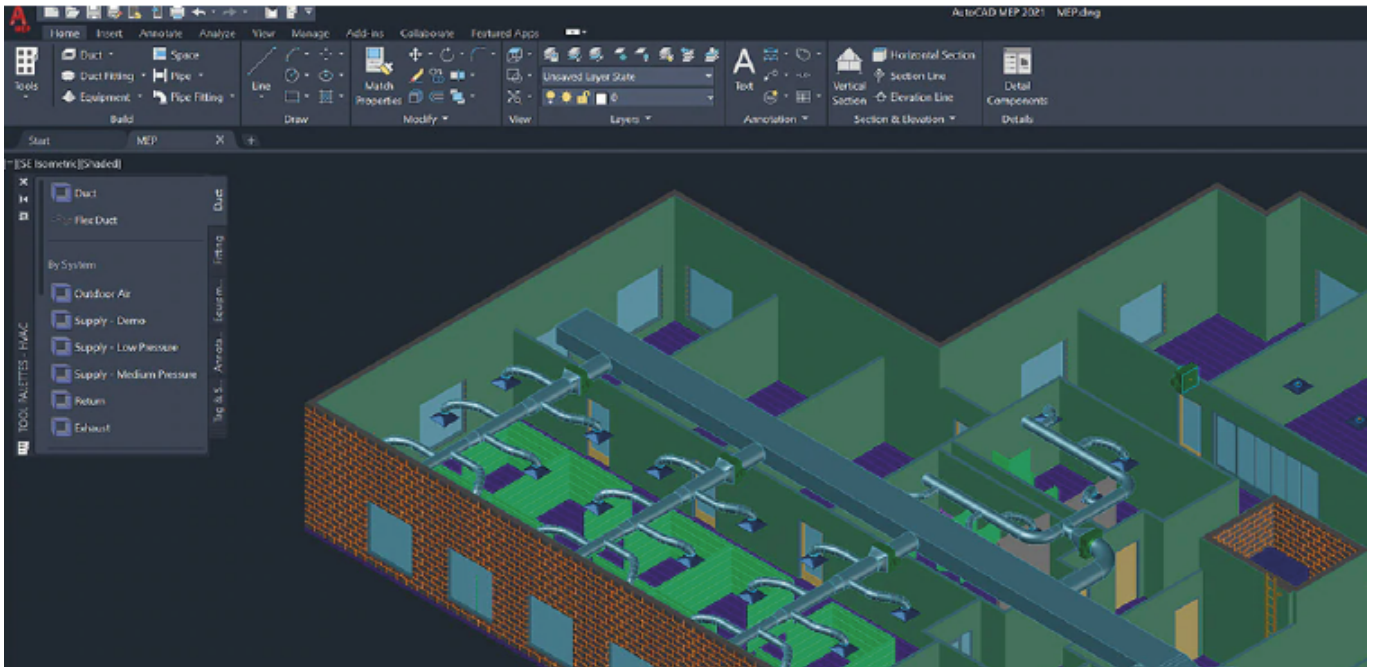 A
MEP
AutoCAD MEP 2021 MEP.dwg
Home Insert Annotate Analyze View Manage Add-ins Collaborate Featured Apps
Tools
Duct
Duct Fitting
Equipment
Space
Pipe
Pipe Fitting
Build
Line
Draw
Match
Properties
Modify
View
Unsaved Layer State
0
Layers
A
Text
Annotation
Vertical
Section
Horizontal Section
Section Line
Elevation Line
Section & Elevation
Detail
Components
Details
Start MEP X +
[−][SE Isometric][Shaded]
Duct
Flex Duct
By System
Outdoor Air
Supply - Demo
Supply - Low Pressure
Supply - Medium Pressure
Return
Exhaust
Duct
Fitting
Equipm...
Annota...
Tag & S...
TOOL PALETTES - HVAC